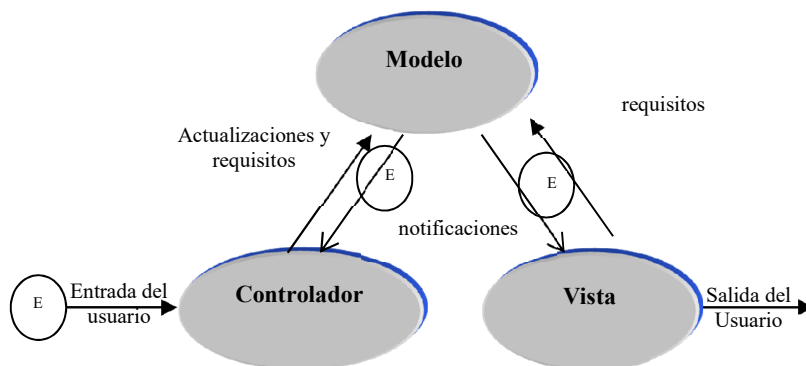 Modelo
requisitos
Actualizaciones y
requisitos
E
E
notificaciones
E
Entrada del
usuario
Controlador
Vista
Salida del
Usuario